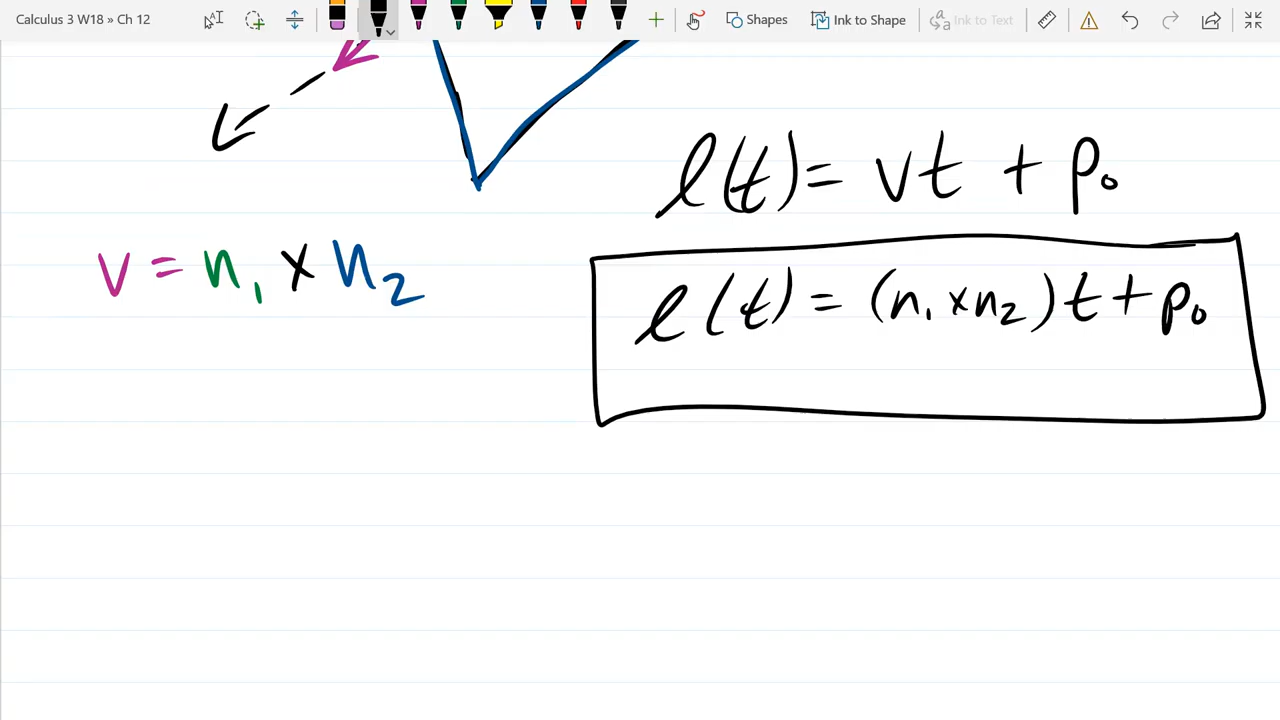 Calculus 3 W18 » Ch 12
Shapes
Ink to Shape
Ink to Text
l(t) = vt + p₀
v = n₁ × n₂
l(t) = (n₁ × n₂)t + p₀